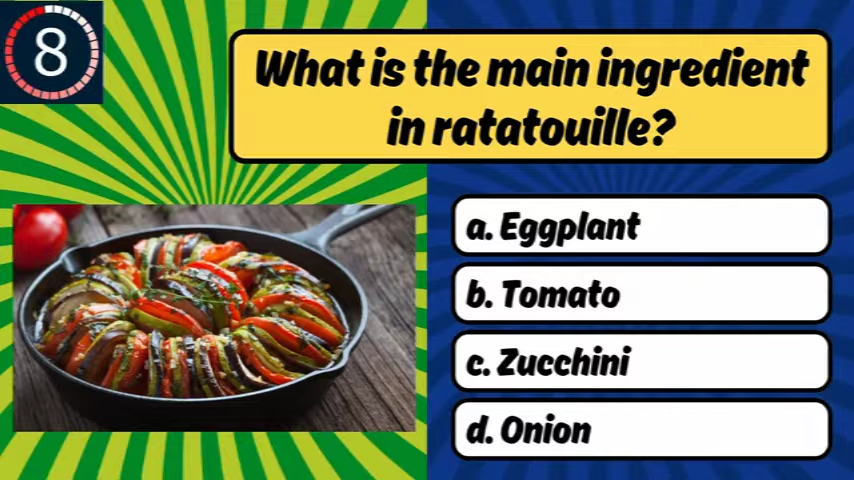 8
What is the main ingredient
in ratatouille?
a. Eggplant
b. Tomato
c. Zucchini
d. Onion